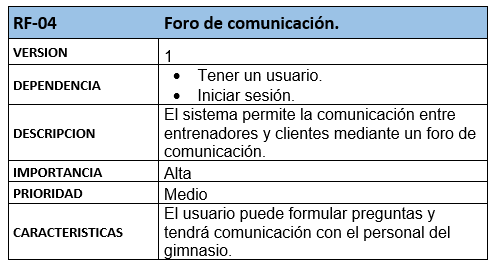 RF-04 Foro de comunicación.
VERSION 1
DEPENDENCIA • Tener un usuario.
• Iniciar sesión.
DESCRIPCION El sistema permite la comunicación entre
entrenadores y clientes mediante un foro de
comunicación.
IMPORTANCIA Alta
PRIORIDAD Medio
CARACTERISTICAS El usuario puede formular preguntas y
tendrá comunicación con el personal del
gimnasio.